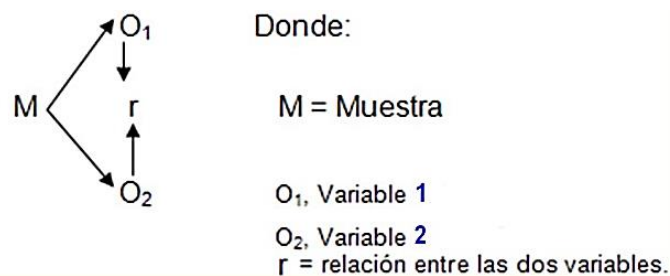 O₁ Donde:
M r M = Muestra
O₂ O₁, Variable 1
O₂, Variable 2
r = relación entre las dos variables.